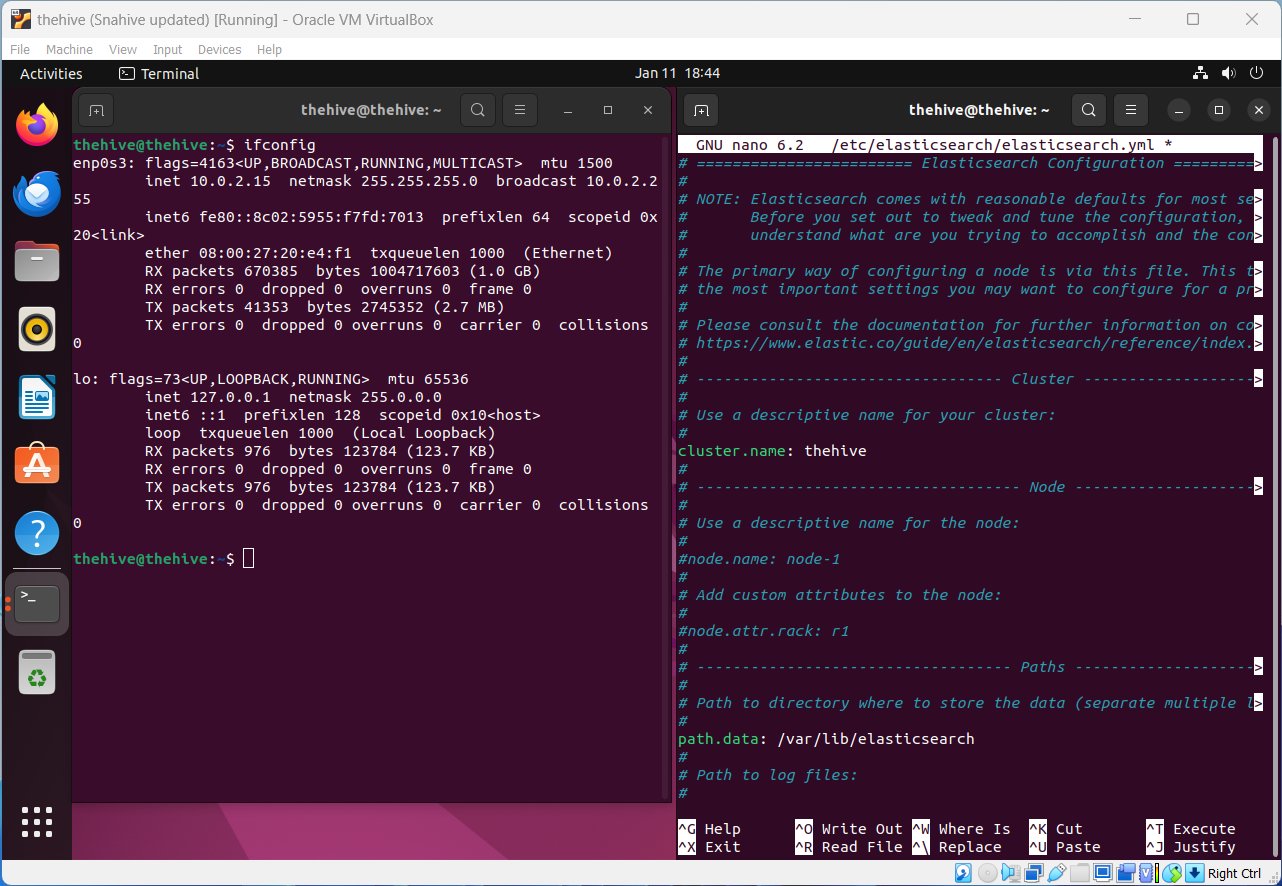 thehive (Snahive updated) [Running] - Oracle VM VirtualBox
File Machine View Input Devices Help
Activities Terminal Jan 11 18:44
thehive@thehive: ~
thehive@thehive:~$ ifconfig
enp0s3: flags=4163<UP,BROADCAST,RUNNING,MULTICAST> mtu 1500
inet 10.0.2.15 netmask 255.255.255.0 broadcast 10.0.2.2
55
inet6 fe80::8c02:5955:f7fd:7013 prefixlen 64 scopeid 0x
20<link>
ether 08:00:27:20:e4:f1 txqueuelen 1000 (Ethernet)
RX packets 670385 bytes 1004717603 (1.0 GB)
RX errors 0 dropped 0 overruns 0 frame 0
TX packets 41353 bytes 2745352 (2.7 MB)
TX errors 0 dropped 0 overruns 0 carrier 0 collisions
0
lo: flags=73<UP,LOOPBACK,RUNNING> mtu 65536
inet 127.0.0.1 netmask 255.0.0.0
inet6 ::1 prefixlen 128 scopeid 0x10<host>
loop txqueuelen 1000 (Local Loopback)
RX packets 976 bytes 123784 (123.7 KB)
RX errors 0 dropped 0 overruns 0 frame 0
TX packets 976 bytes 123784 (123.7 KB)
TX errors 0 dropped 0 overruns 0 carrier 0 collisions
0
thehive@thehive:~$
thehive@thehive: ~
GNU nano 6.2 /etc/elasticsearch/elasticsearch.yml *
# ======================== Elasticsearch Configuration =========>
#
# NOTE: Elasticsearch comes with reasonable defaults for most se>
# Before you set out to tweak and tune the configuration, >
# understand what are you trying to accomplish and the con>
#
# The primary way of configuring a node is via this file. This t>
# the most important settings you may want to configure for a pr>
#
# Please consult the documentation for further information on co>
# https://www.elastic.co/guide/en/elasticsearch/reference/index.>
#
# ---------------------------------- Cluster ------------------->
#
# Use a descriptive name for your cluster:
#
cluster.name: thehive
#
# ------------------------------------ Node -------------------->
#
# Use a descriptive name for the node:
#
#node.name: node-1
#
# Add custom attributes to the node:
#
#node.attr.rack: r1
#
# ----------------------------------- Paths -------------------->
#
# Path to directory where to store the data (separate multiple l>
#
path.data: /var/lib/elasticsearch
#
# Path to log files:
#
^G Help ^O Write Out ^W Where Is ^K Cut ^T Execute
^X Exit ^R Read File ^\ Replace ^U Paste ^J Justify
Right Ctrl